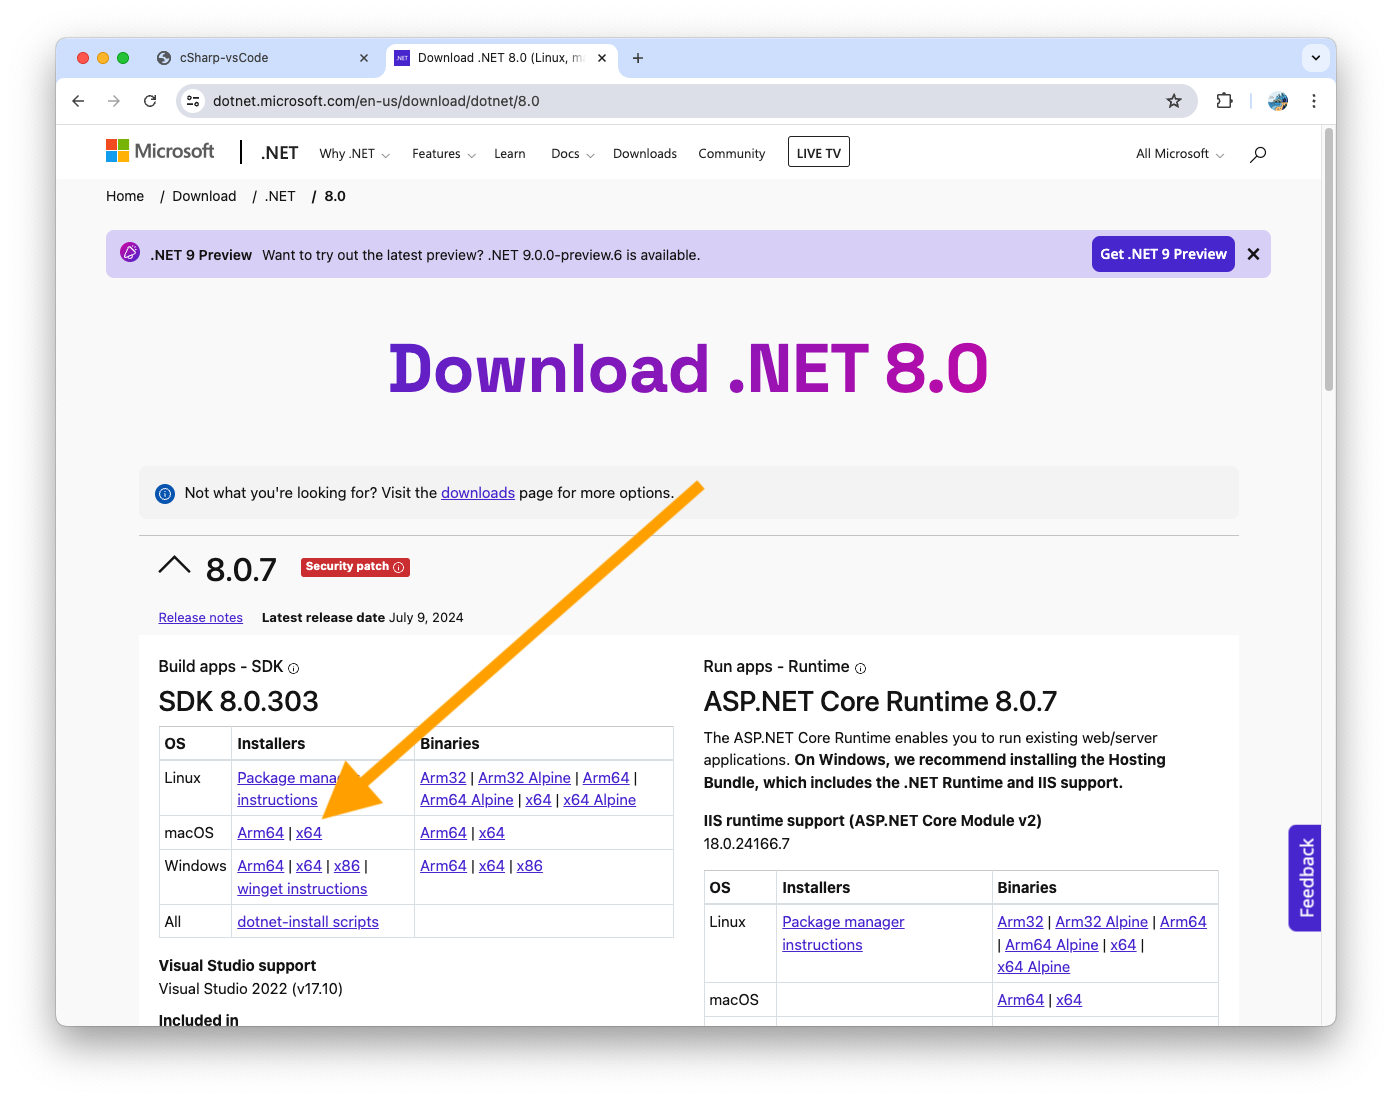 cSharp-vsCode
Download .NET 8.0 (Linux, m
dotnet.microsoft.com/en-us/download/dotnet/8.0
Microsoft
.NET Why .NET Features Learn Docs Downloads Community LIVE TV All Microsoft
Home / Download / .NET / 8.0
.NET 9 Preview Want to try out the latest preview? .NET 9.0.0-preview.6 is available. Get .NET 9 Preview
Download .NET 8.0
Not what you're looking for? Visit the downloads page for more options.
8.0.7 Security patch
Release notes Latest release date July 9, 2024
Build apps - SDK
SDK 8.0.303
OS Installers Binaries
Linux Package manager Arm32 | Arm32 Alpine | Arm64 |
instructions Arm64 Alpine | x64 | x64 Alpine
macOS Arm64 | x64 Arm64 | x64
Windows Arm64 | x64 | x86 | Arm64 | x64 | x86
winget instructions
All dotnet-install scripts
Visual Studio support
Visual Studio 2022 (v17.10)
Included in
Run apps - Runtime
ASP.NET Core Runtime 8.0.7
The ASP.NET Core Runtime enables you to run existing web/server
applications. On Windows, we recommend installing the Hosting
Bundle, which includes the .NET Runtime and IIS support.
IIS runtime support (ASP.NET Core Module v2)
18.0.24166.7
OS Installers Binaries
Linux Package manager Arm32 | Arm32 Alpine | Arm64
instructions | Arm64 Alpine | x64 |
x64 Alpine
macOS Arm64 | x64
Feedback